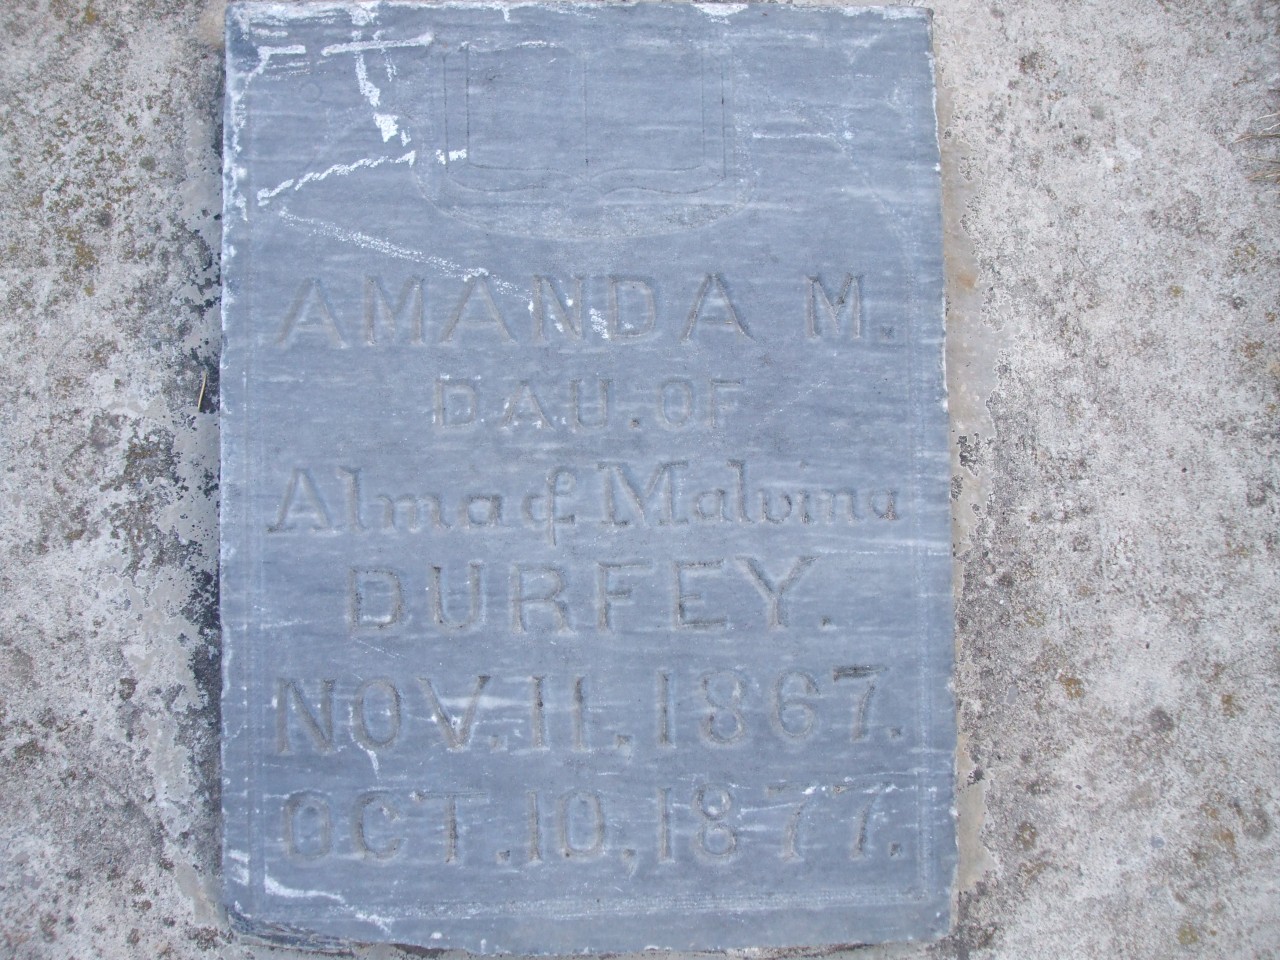 AMANDA M.
DAU. OF
Alma & Malvina
DURFEY.
NOV. 11, 1867.
OCT. 10, 1877.